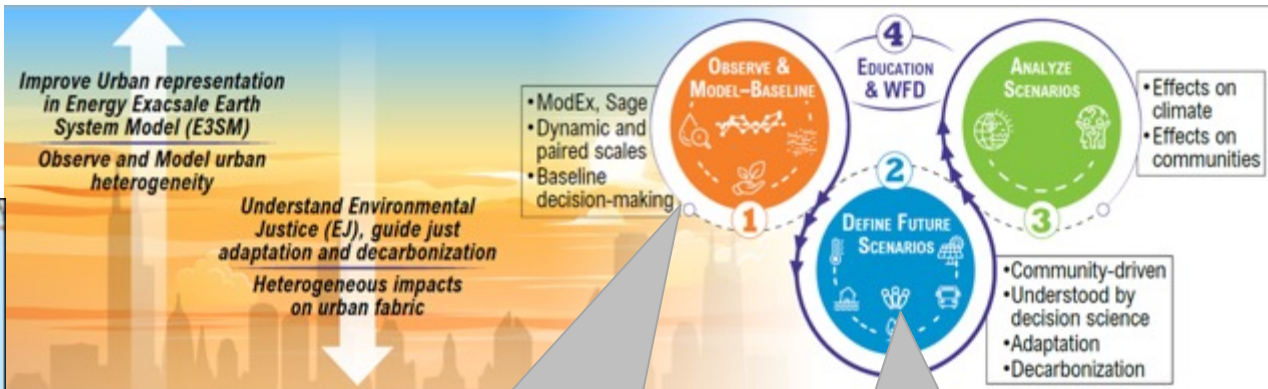 Improve Urban representation
in Energy Exacsale Earth
System Model (E3SM)
Observe and Model urban
heterogeneity
Understand Environmental
Justice (EJ), guide just
adaptation and decarbonization
Heterogeneous impacts
on urban fabric
•ModEx, Sage
•Dynamic and
paired scales
•Baseline
decision-making
OBSERVE &
MODEL–BASELINE
1
4
EDUCATION
& WFD
2
DEFINE FUTURE
SCENARIOS
ANALYZE
SCENARIOS
3
•Effects on
climate
•Effects on
communities
•Community-driven
•Understood by
decision science
•Adaptation
•Decarbonization